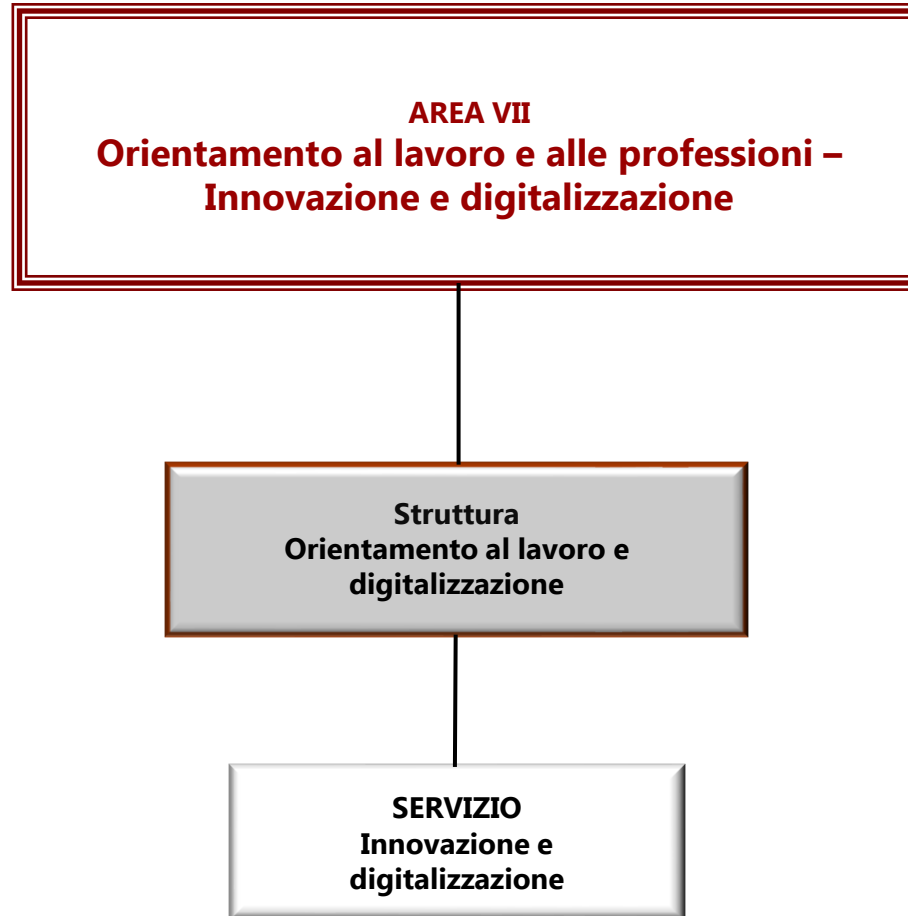 AREA VII
Orientamento al lavoro e alle professioni –
Innovazione e digitalizzazione
Struttura
Orientamento al lavoro e
digitalizzazione
SERVIZIO
Innovazione e
digitalizzazione